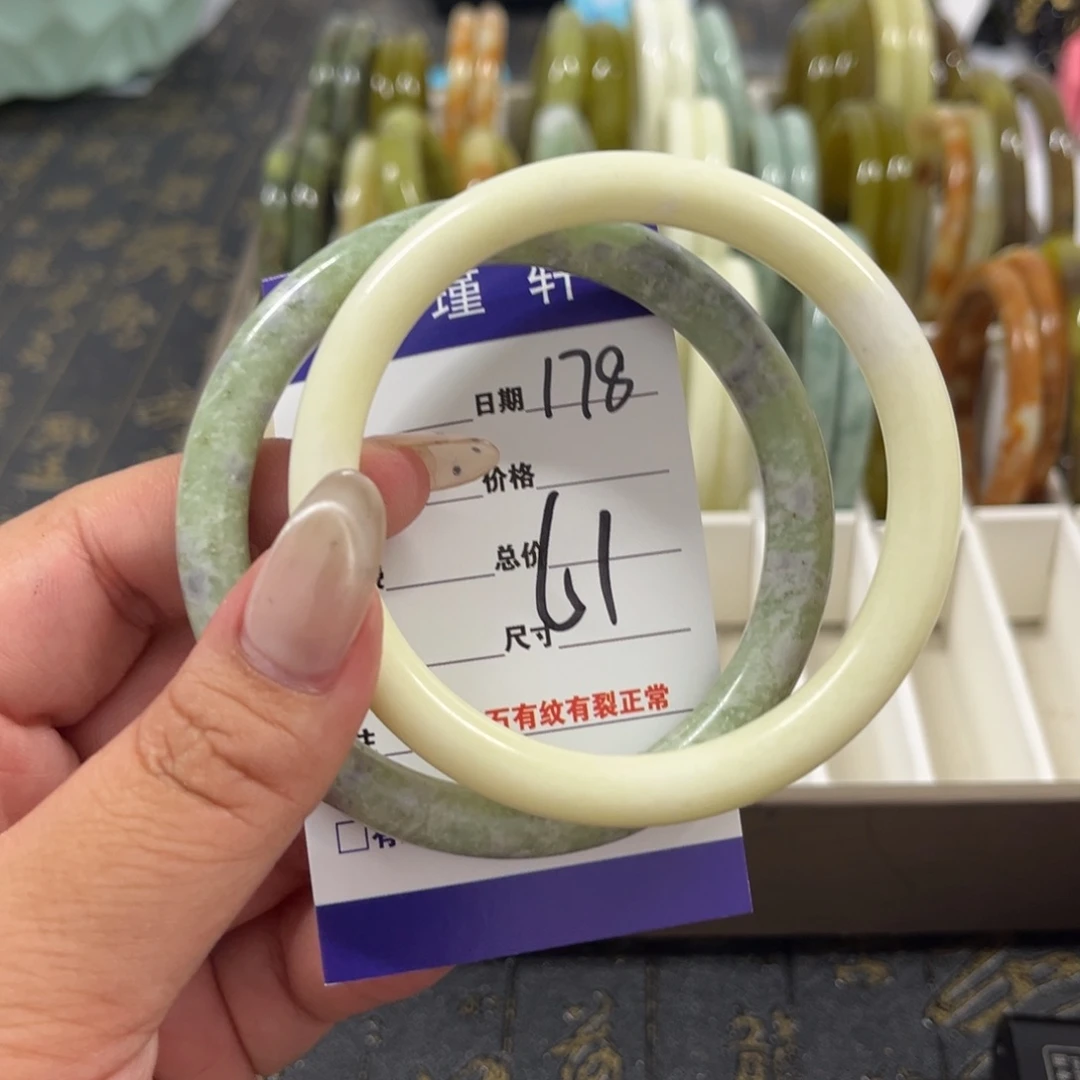 瑾 轩
日期 178
价格
总价 61
尺寸
石有纹有裂正常